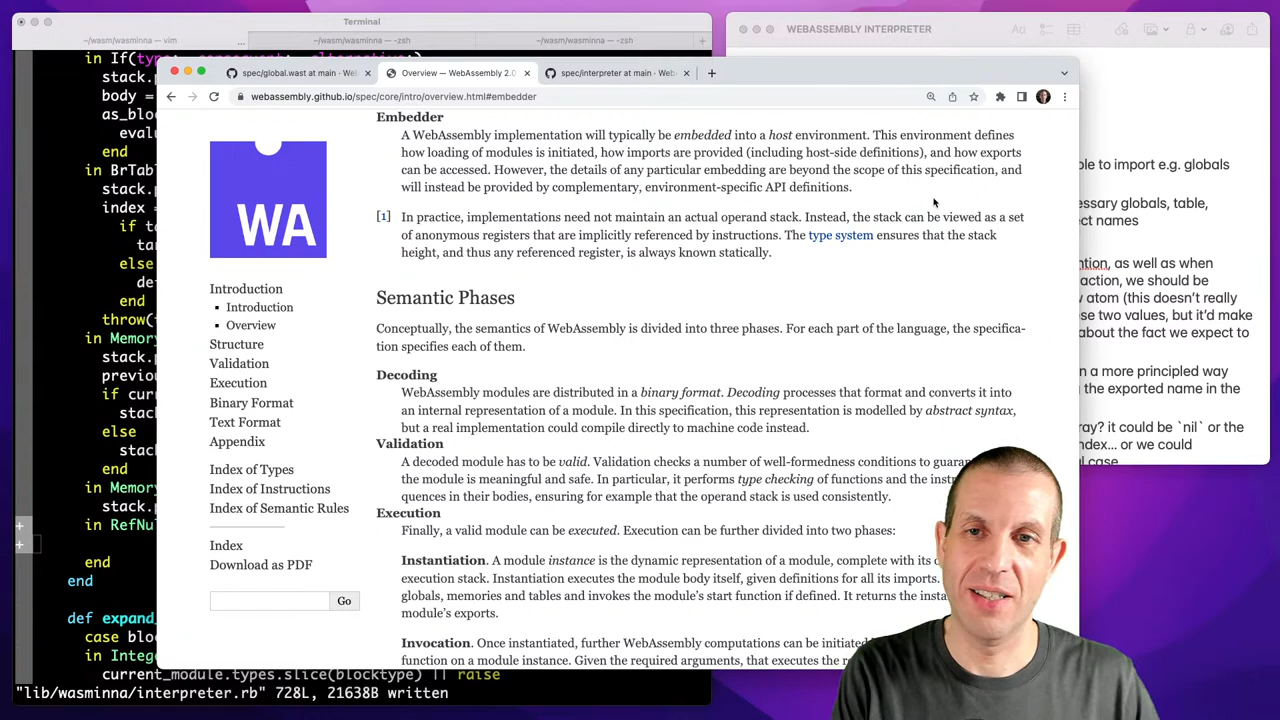 Terminal
WEBASSEMBLY INTERPRETER
~/wasm/wasminna — vim
...
~/wasm/wasminna — -zsh
~/wasm/wasminna — -zsh
+
Aa
in If(type:
stack.
body =
as_blo
evalu
end
in BrTabl
stack.p
index =
if ta
tar
else
de
end
throw(
in Memory
stack.p
previou
if curr
stack
else
stack
end
in Memory
in RefNul
end
end
def expand_
case bloc
in Intege
current_module.types.slice(blocktype) || raise
"lib/wasminna/interpreter.rb" 728L, 21638B written
spec/global.wast at main · Web
Overview — WebAssembly 2.0
spec/interpreter at main · Web
webassembly.github.io/spec/core/intro/overview.html#embedder
WA
Introduction
Introduction
Overview
Structure
Validation
Execution
Binary Format
Text Format
Appendix
Index of Types
Index of Instructions
Index of Semantic Rules
Index
Download as PDF
Go
Embedder
A WebAssembly implementation will typically be embedded into a host environment. This environment defines
how loading of modules is initiated, how imports are provided (including host-side definitions), and how exports
can be accessed. However, the details of any particular embedding are beyond the scope of this specification, and
will instead be provided by complementary, environment-specific API definitions.
[1] In practice, implementations need not maintain an actual operand stack. Instead, the stack can be viewed as a set
of anonymous registers that are implicitly referenced by instructions. The type system ensures that the stack
height, and thus any referenced register, is always known statically.
Semantic Phases
Conceptually, the semantics of WebAssembly is divided into three phases. For each part of the language, the specifica-
tion specifies each of them.
Decoding
WebAssembly modules are distributed in a binary format. Decoding processes that format and converts it into
an internal representation of a module. In this specification, this representation is modelled by abstract syntax,
but a real implementation could compile directly to machine code instead.
Validation
A decoded module has to be valid. Validation checks a number of well-formedness conditions to guaran
the module is meaningful and safe. In particular, it performs type checking of functions and the instr
quences in their bodies, ensuring for example that the operand stack is used consistently.
Execution
Finally, a valid module can be executed. Execution can be further divided into two phases:
Instantiation. A module instance is the dynamic representation of a module, complete with its o
execution stack. Instantiation executes the module body itself, given definitions for all its imports.
globals, memories and tables and invokes the module's start function if defined. It returns the insta
module's exports.
Invocation. Once instantiated, further WebAssembly computations can be initiated
function on a module instance. Given the required arguments, that executes the r
ble to import e.g. globals
essary globals, table,
ect names
ntion, as well as when
action, we should be
w atom (this doesn't really
se two values, but it'd make
about the fact we expect to
n a more principled way
g the exported name in the
ray? it could be `nil` or the
ndex... or we could